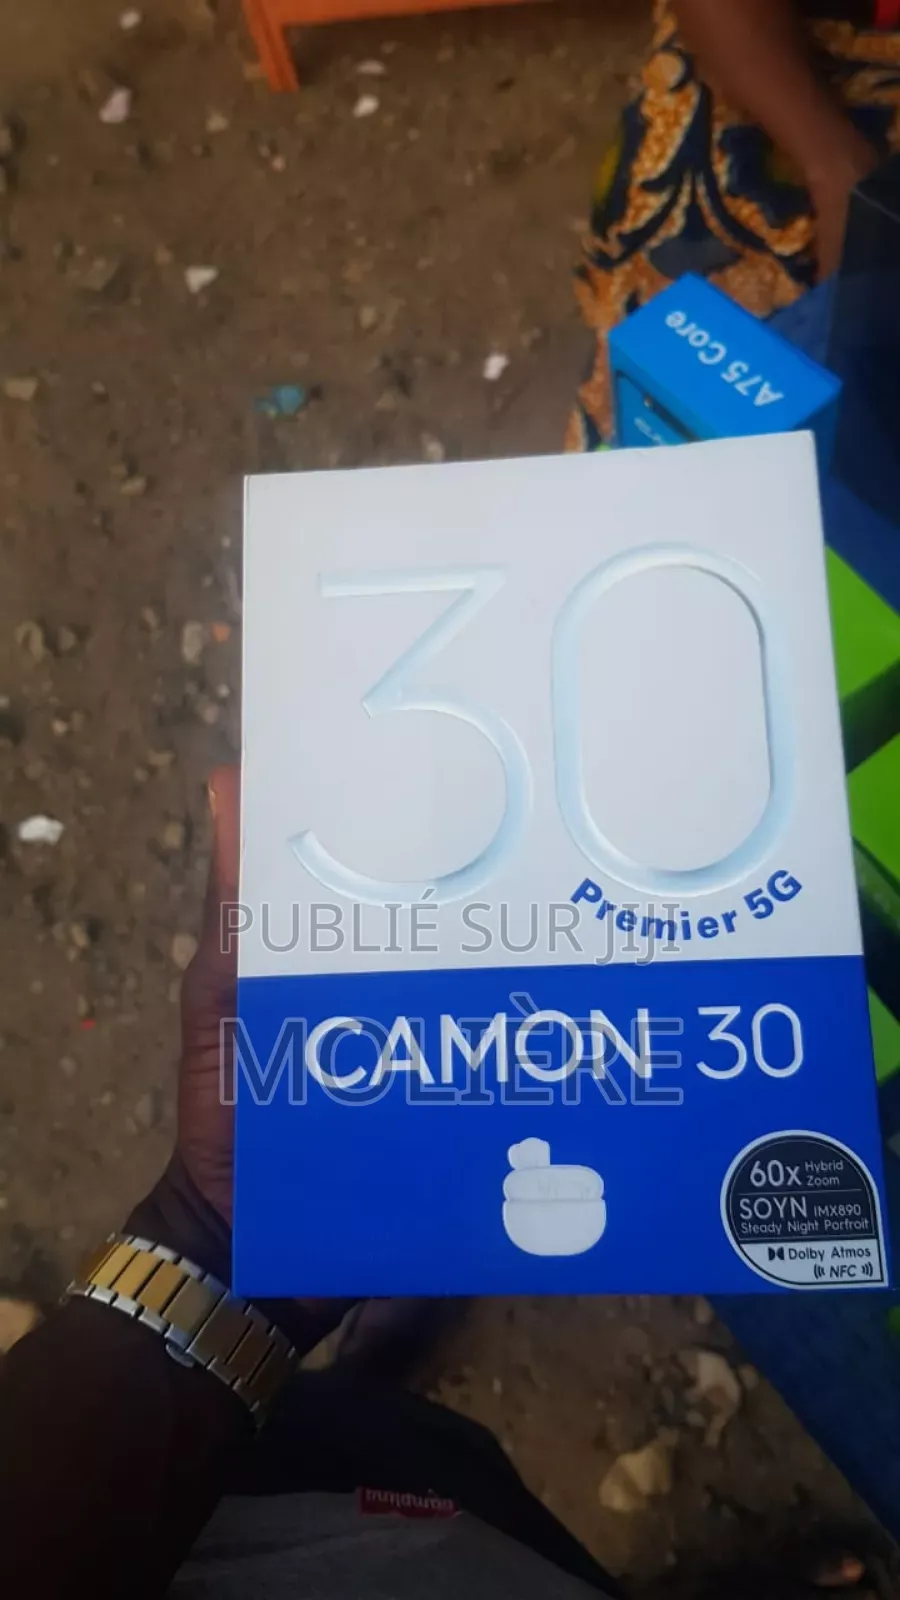 A75 Core
30
Premier 5G
PUBLIÉ SUR JIJI
CAMON 30
MOLIÈRE
60x Hybrid Zoom
SOYN IMX890
Steady Night Portrait
Dolby Atmos
NFC